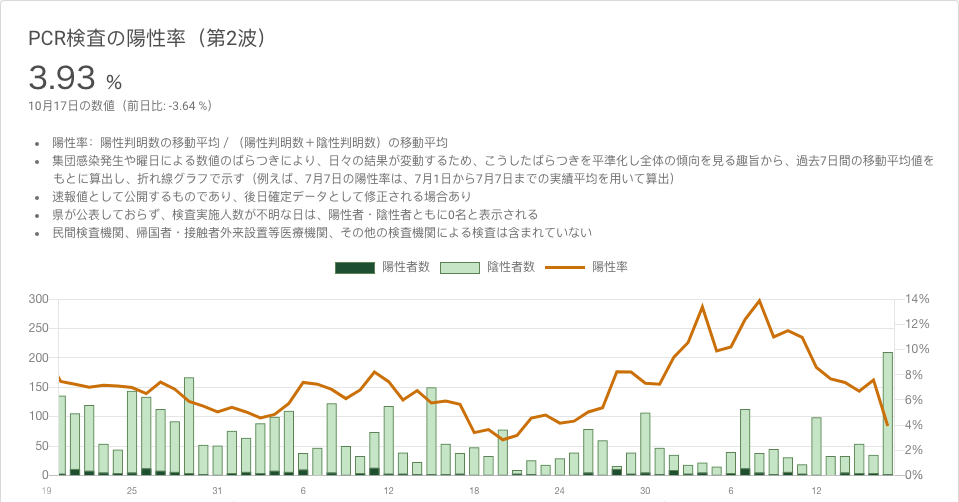 PCR検査の陽性率（第2波）
3.93 %
10月17日の数値（前日比: -3.64 %）
陽性率: 陽性判明数の移動平均 / （陽性判明数＋陰性判明数）の移動平均
集団感染発生や曜日による数値のばらつきにより、日々の結果が変動するため、こうしたばらつきを平準化し全体の傾向を見る趣旨から、過去7日間の移動平均値を
もとに算出し、折れ線グラフで示す（例えば、7月7日の陽性率は、7月1日から7月7日までの実績平均を用いて算出）
速報値として公開するものであり、後日確定データとして修正される場合あり
県が公表しておらず、検査実施人数が不明な日は、陽性者・陰性者ともに0名と表示される
民間検査機関、帰国者・接触者外来設置等医療機関、その他の検査機関による検査は含まれていない
陽性者数 陰性者数 陽性率
300 14%
250 12%
200 10%
150 8%
100 6%
50 4%
0 2%
0%
19 25 31 6 12 18 24 30 6 12